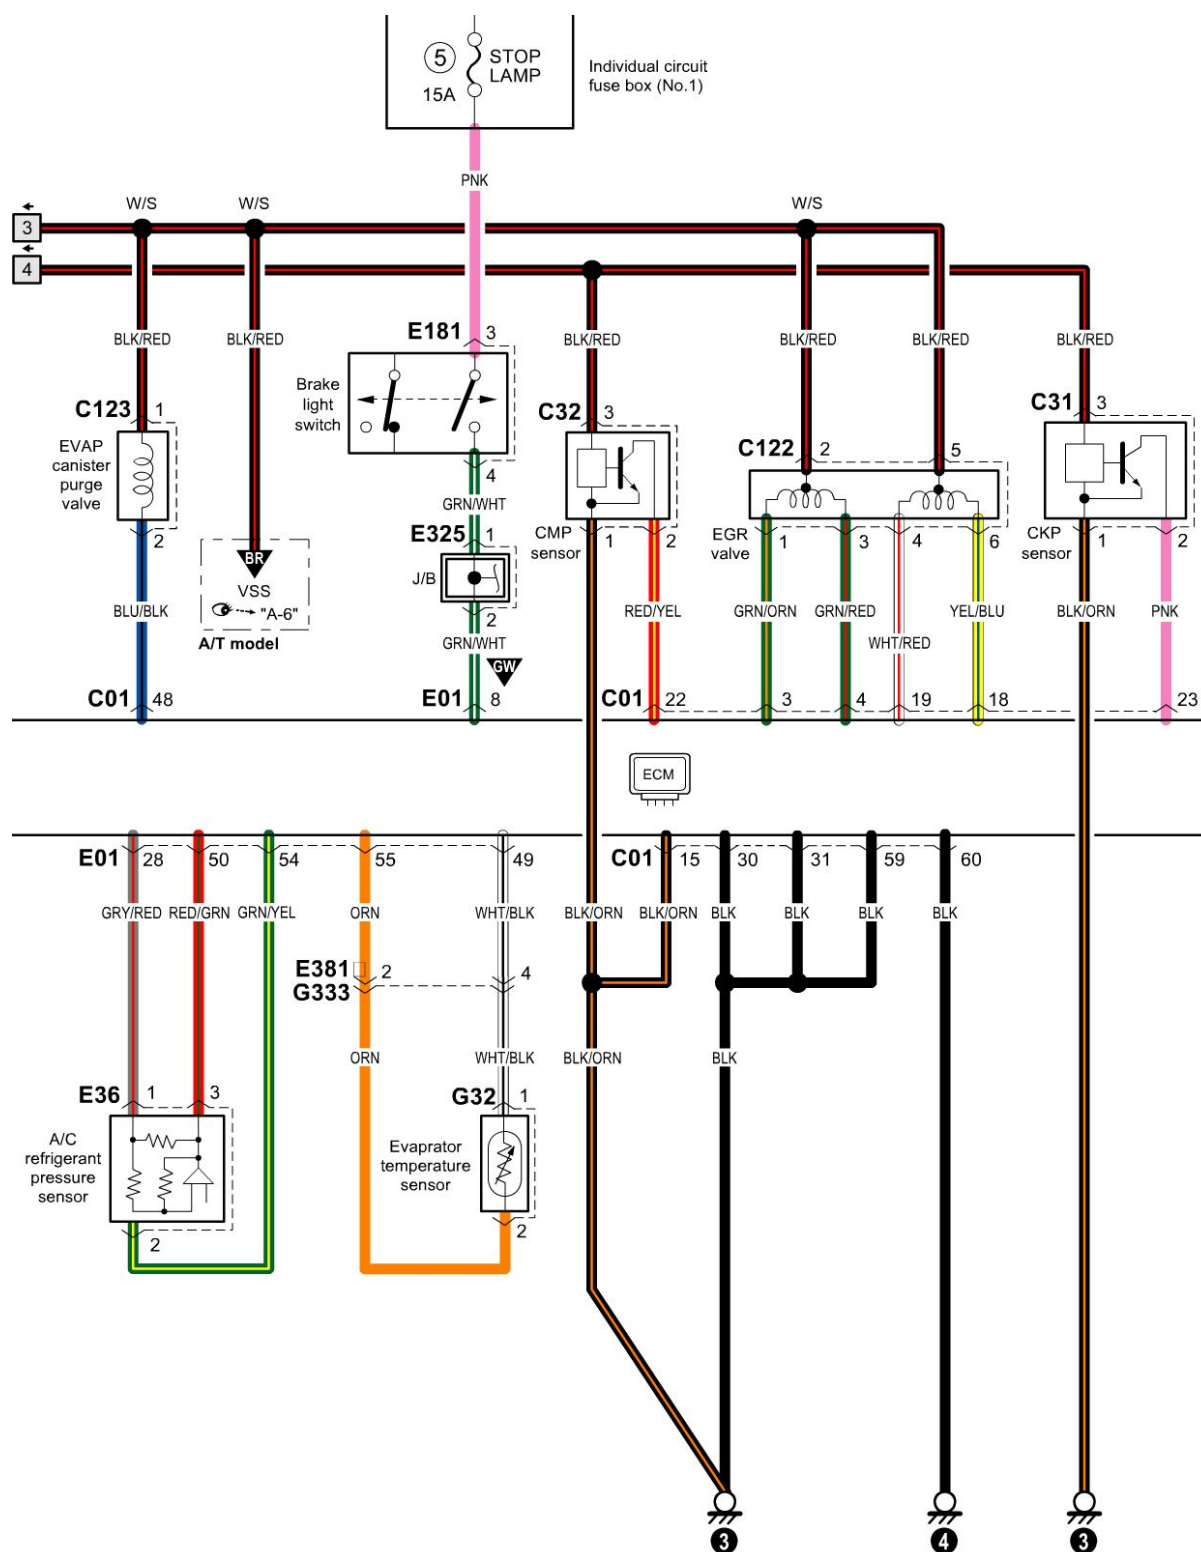 5
STOP
LAMP
15A
Individual circuit
fuse box (No.1)
PNK
W/S W/S W/S
3
4
BLK/RED BLK/RED BLK/RED BLK/RED BLK/RED BLK/RED
E181 3
Brake
light
switch
4
C123 1
EVAP
canister
purge
valve
2
C32 3
CMP
sensor
1 2
C122 2 5
EGR
valve
1 3 4 6
C31 3
CKP
sensor
1 2
GRN/WHT
E325 1
J/B
2
BR
VSS
"A-6"
A/T model
BLU/BLK
GRN/WHT
GW
RED/YEL GRN/ORN GRN/RED WHT/RED YEL/BLU BLK/ORN PNK
C01 48 E01 8 C01 22 3 4 19 18 23
ECM
E01 28 50 54 55 49 C01 15 30 31 59 60
GRY/RED RED/GRN GRN/YEL ORN WHT/BLK BLK/ORN BLK/ORN BLK BLK BLK BLK
E381 2 4
G333
ORN WHT/BLK BLK/ORN BLK
E36 1 3
A/C
refrigerant
pressure
sensor
2
G32 1
Evaprator
temperature
sensor
2
3 4 3